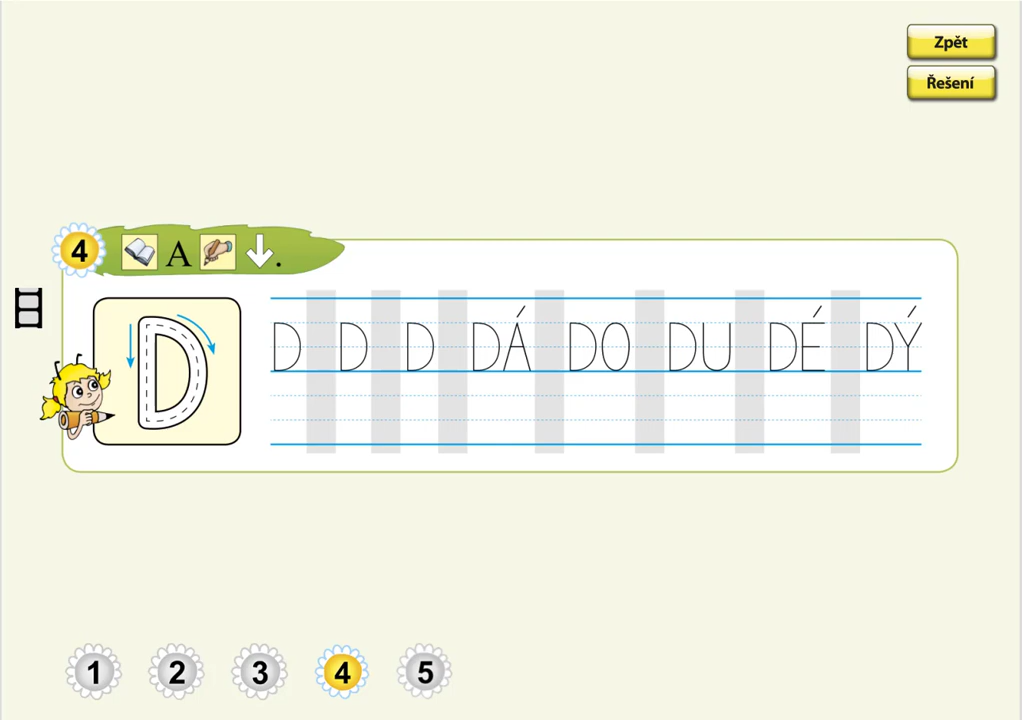 Zpět
Řešení
4 A .
D
D D D DÁ DO DU DÉ DÝ
1 2 3 4 5